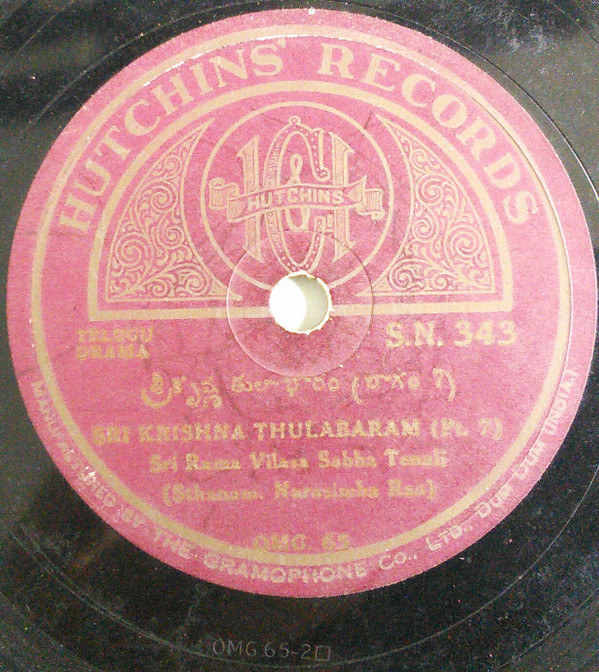 HUTCHINS' RECORDS
HUTCHINS
TELUGU
DRAMA
S.N. 343
శ్రీకృష్ణ తులాభారం (భాగం 7)
SRI KRISHNA THULABARAM (Pt. 7)
Sri Rama Vilasa Sabha Tenali
(Sthanam. Narasimha Rao)
OMG 65
MANUFACTURED BY THE GRAMOPHONE Co., LTD., DUM DUM (INDIA)
OMG 65-2□